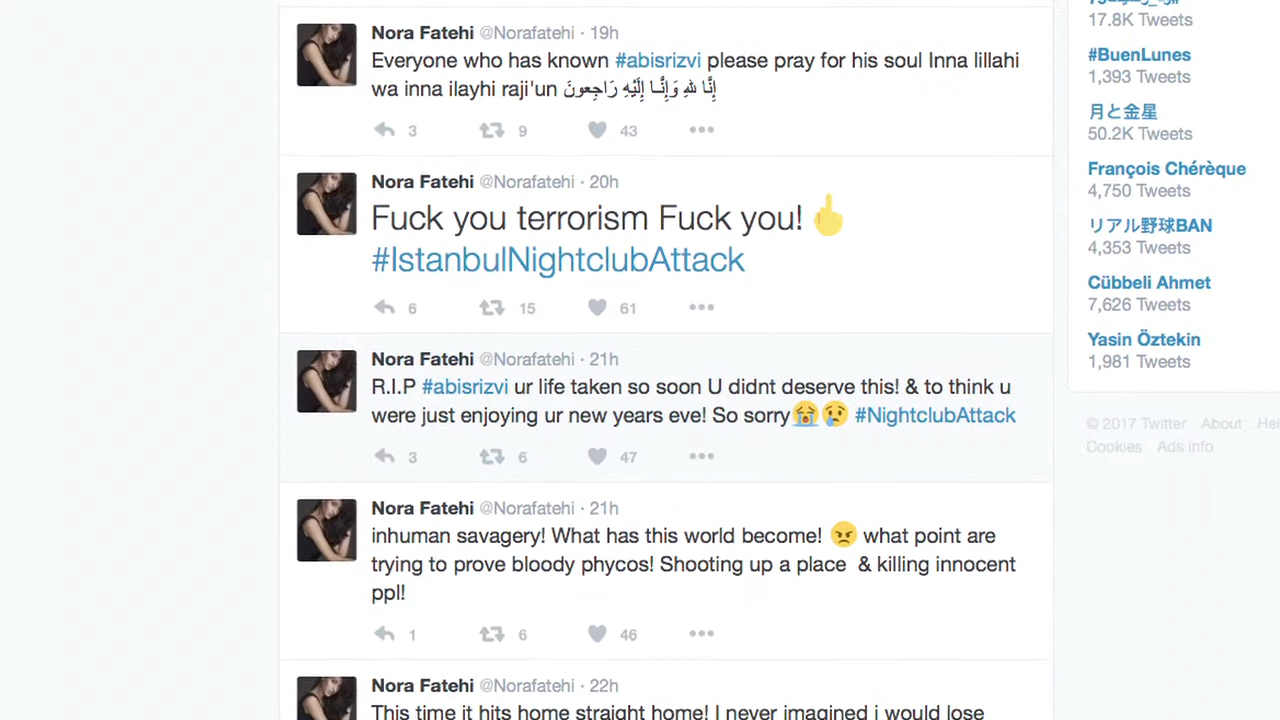 Nora Fatehi @Norafatehi · 19h
Everyone who has known #abisrizvi please pray for his soul Inna lillahi
wa inna ilayhi raji'un إِنَّا لله وَإِنَّـا إِلَيْهِ رَاجِعونَ
3 9 43
Nora Fatehi @Norafatehi · 20h
Fuck you terrorism Fuck you!🖕
#IstanbulNightclubAttack
6 15 61
Nora Fatehi @Norafatehi · 21h
R.I.P #abisrizvi ur life taken so soon U didnt deserve this! & to think u
were just enjoying ur new years eve! So sorry😭😢 #NightclubAttack
3 6 47
Nora Fatehi @Norafatehi · 21h
inhuman savagery! What has this world become! 😠 what point are
trying to prove bloody phycos! Shooting up a place & killing innocent
ppl!
1 6 46
Nora Fatehi @Norafatehi · 22h
This time it hits home straight home! I never imagined i would lose
17.8K Tweets
#BuenLunes
1,393 Tweets
月と金星
50.2K Tweets
François Chérèque
4,750 Tweets
リアル野球BAN
4,353 Tweets
Cübbeli Ahmet
7,626 Tweets
Yasin Öztekin
1,981 Tweets
© 2017 Twitter About
Cookies Ads info